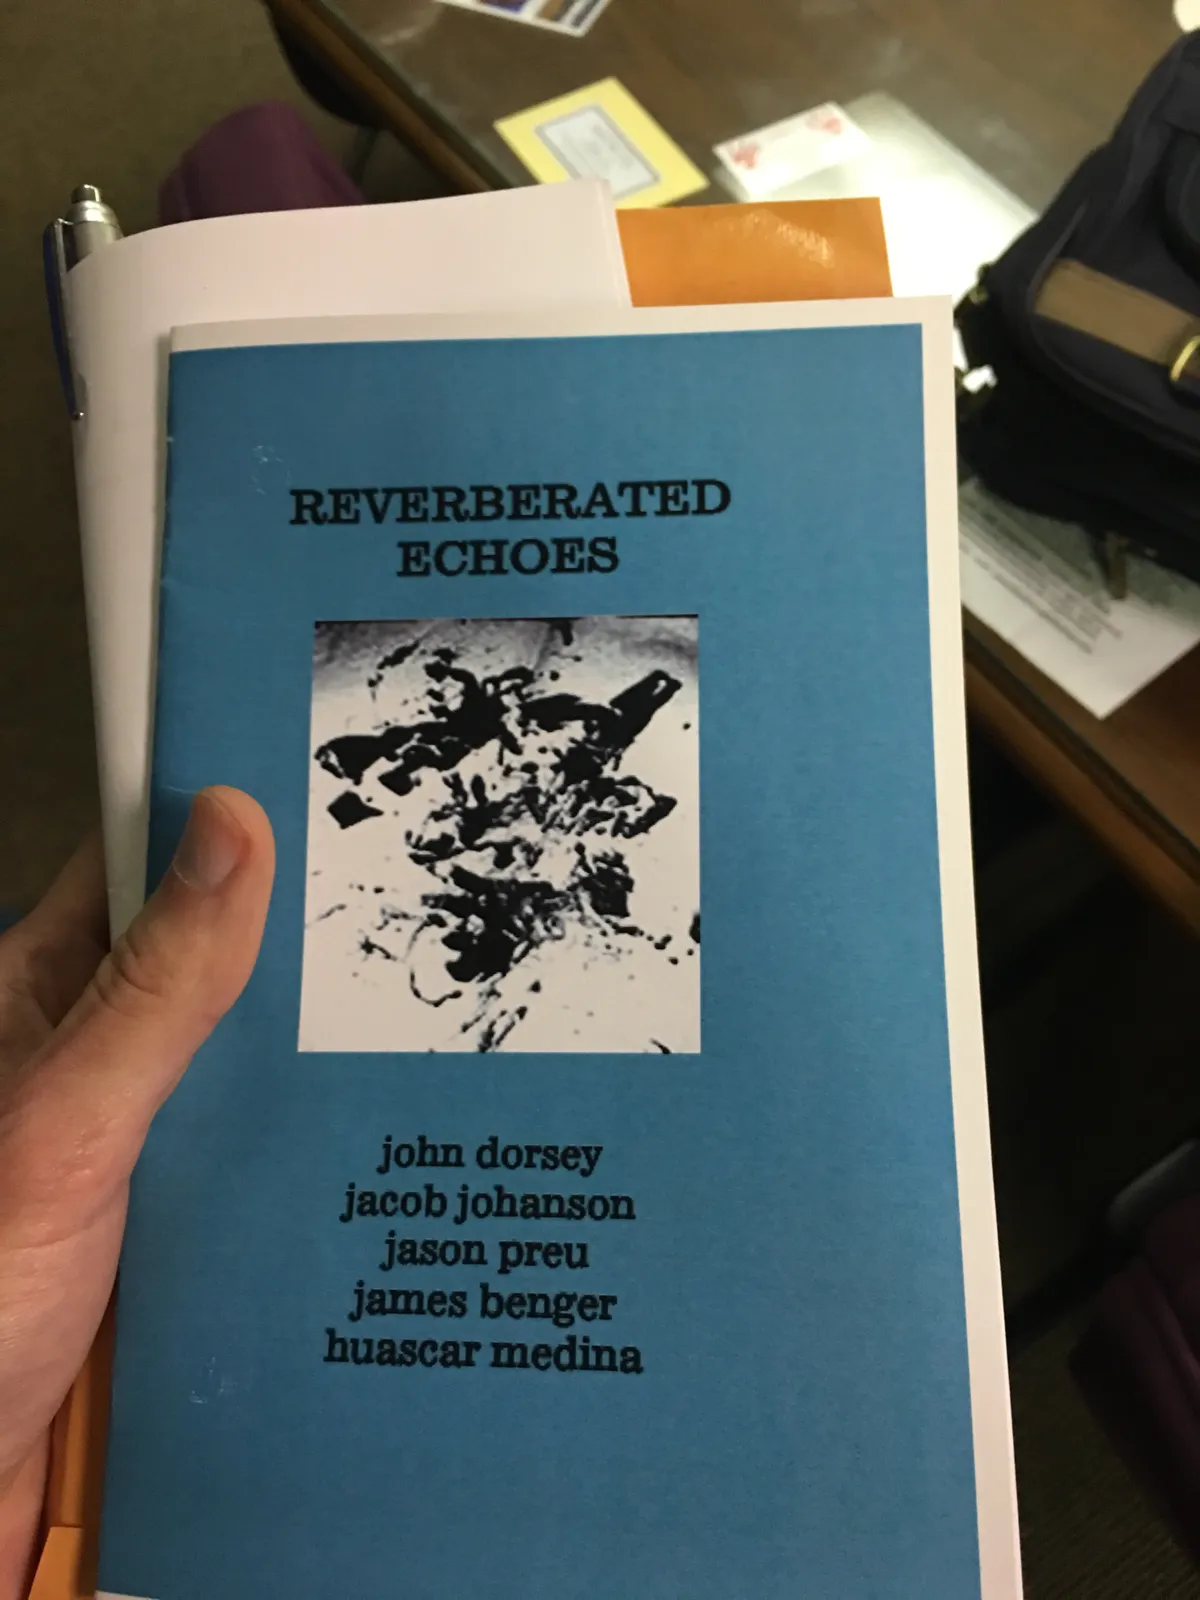 REVERBERATED
ECHOES
john dorsey
jacob johanson
jason preu
james benger
huascar medina